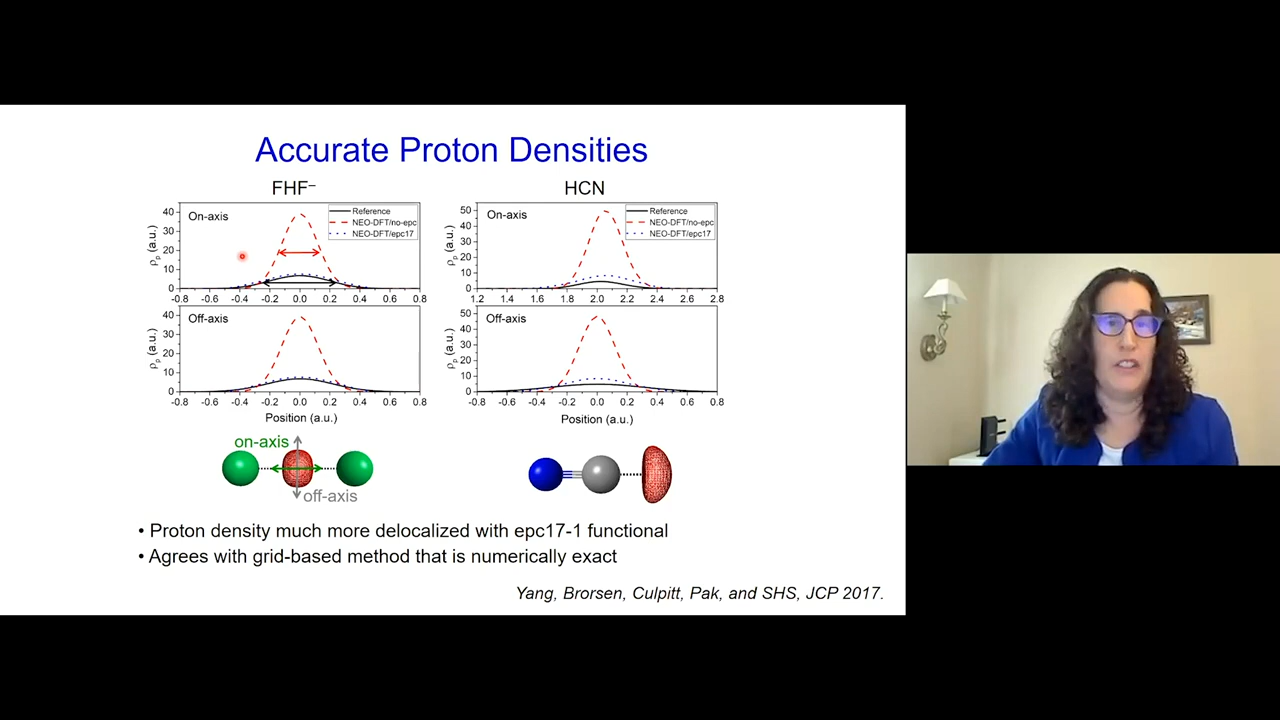 Accurate Proton Densities
FHF⁻
HCN
On-axis
Reference
NEO-DFT/no-epc
NEO-DFT/epc17
ρp (a.u.)
40
30
20
10
0
-0.8 -0.6 -0.4 -0.2 0.0 0.2 0.4 0.6 0.8
On-axis
Reference
NEO-DFT/no-epc
NEO-DFT/epc17
ρp (a.u.)
50
40
30
20
10
0
1.2 1.4 1.6 1.8 2.0 2.2 2.4 2.6 2.8
Off-axis
ρp (a.u.)
40
30
20
10
0
-0.8 -0.6 -0.4 -0.2 0.0 0.2 0.4 0.6 0.8
Position (a.u.)
Off-axis
ρp (a.u.)
50
40
30
20
10
0
-0.8 -0.6 -0.4 -0.2 0.0 0.2 0.4 0.6 0.8
Position (a.u.)
on-axis
off-axis
• Proton density much more delocalized with epc17-1 functional
• Agrees with grid-based method that is numerically exact
Yang, Brorsen, Culpitt, Pak, and SHS, JCP 2017.